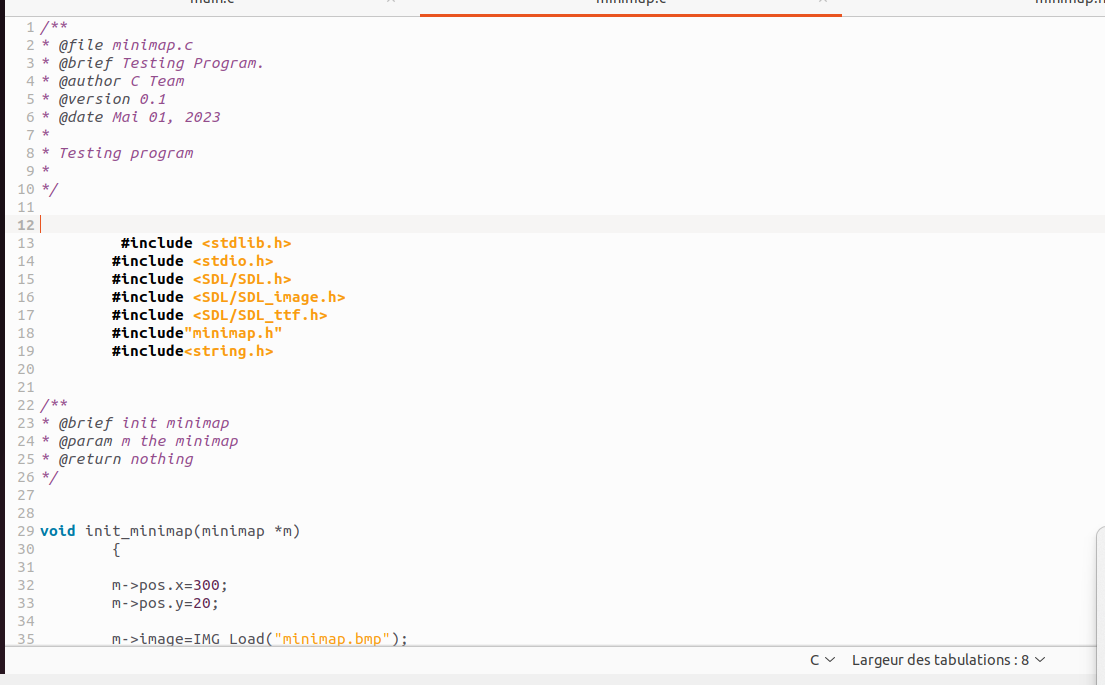 main.c minimap.c minimap.h
1 /**
2 * @file minimap.c
3 * @brief Testing Program.
4 * @author C Team
5 * @version 0.1
6 * @date Mai 01, 2023
7 *
8 * Testing program
9 *
10 */
11
12
13 #include <stdlib.h>
14 #include <stdio.h>
15 #include <SDL/SDL.h>
16 #include <SDL/SDL_image.h>
17 #include <SDL/SDL_ttf.h>
18 #include"minimap.h"
19 #include<string.h>
20
21
22 /**
23 * @brief init minimap
24 * @param m the minimap
25 * @return nothing
26 */
27
28
29 void init_minimap(minimap *m)
30 {
31
32 m->pos.x=300;
33 m->pos.y=20;
34
35 m->image=IMG_Load("minimap.bmp");
C Largeur des tabulations : 8